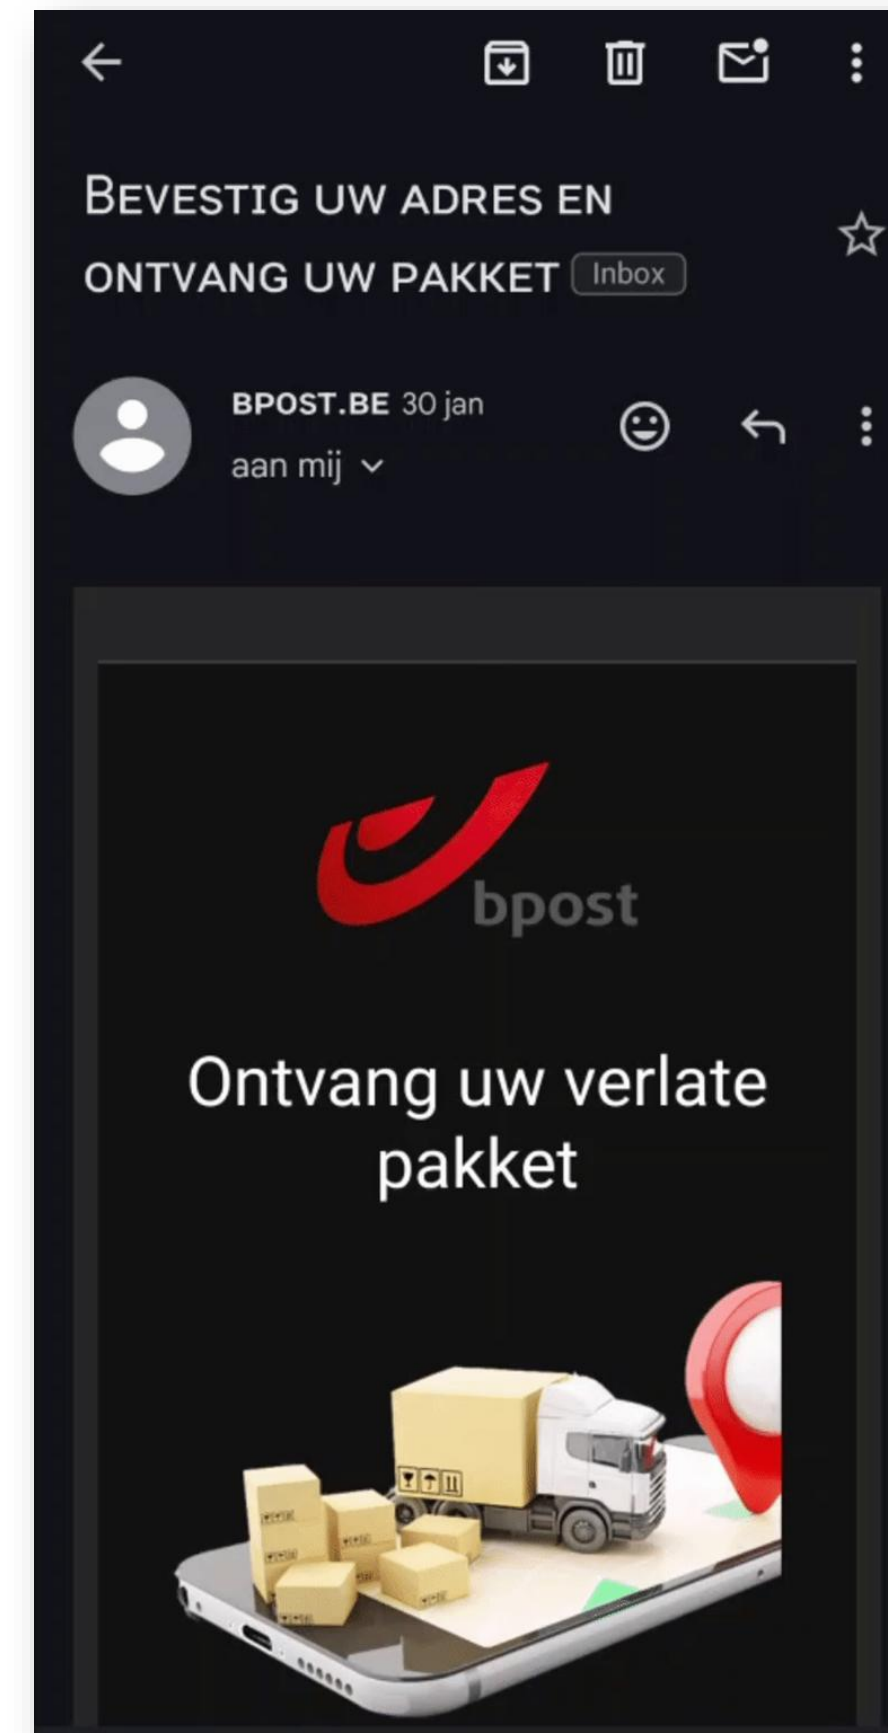 Bevestig uw adres en
ontvang uw pakket Inbox
BPOST.BE 30 jan
aan mij
bpost
Ontvang uw verlate
pakket